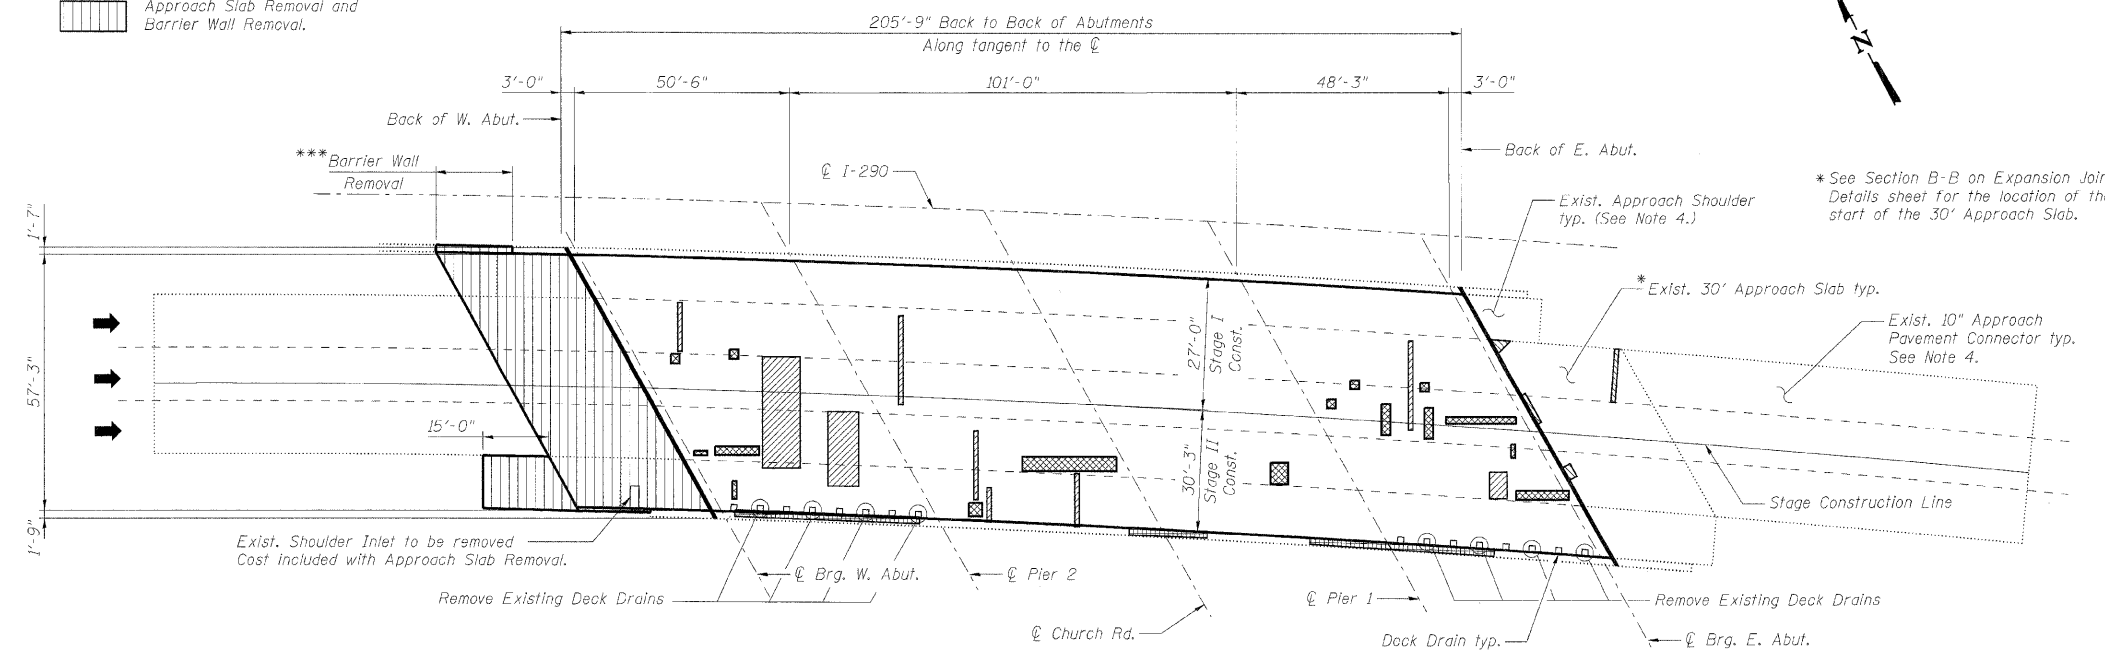 Approach Slab Removal and
Barrier Wall Removal.
205'-9" Back to Back of Abutments
Along tangent to the ℄
N
3'-0"
50'-6"
101'-0"
48'-3"
3'-0"
Back of W. Abut.
Back of E. Abut.
***Barrier Wall
Removal
℄ I-290
* See Section B-B on Expansion Join
Details sheet for the location of the
start of the 30' Approach Slab.
Exist. Approach Shoulder
typ. (See Note 4.)
1'-7"
* Exist. 30' Approach Slab typ.
Exist. 10" Approach
Pavement Connector typ.
See Note 4.
57'-3"
27'-0"
Stage I
Const.
15'-0"
30'-3"
Stage II
Const.
Stage Construction Line
1'-9"
Exist. Shoulder Inlet to be removed
Cost included with Approach Slab Removal.
℄ Brg. W. Abut.
℄ Pier 2
Remove Existing Deck Drains
℄ Pier 1
Remove Existing Deck Drains
℄ Church Rd.
Deck Drain typ.
℄ Brg. E. Abut.